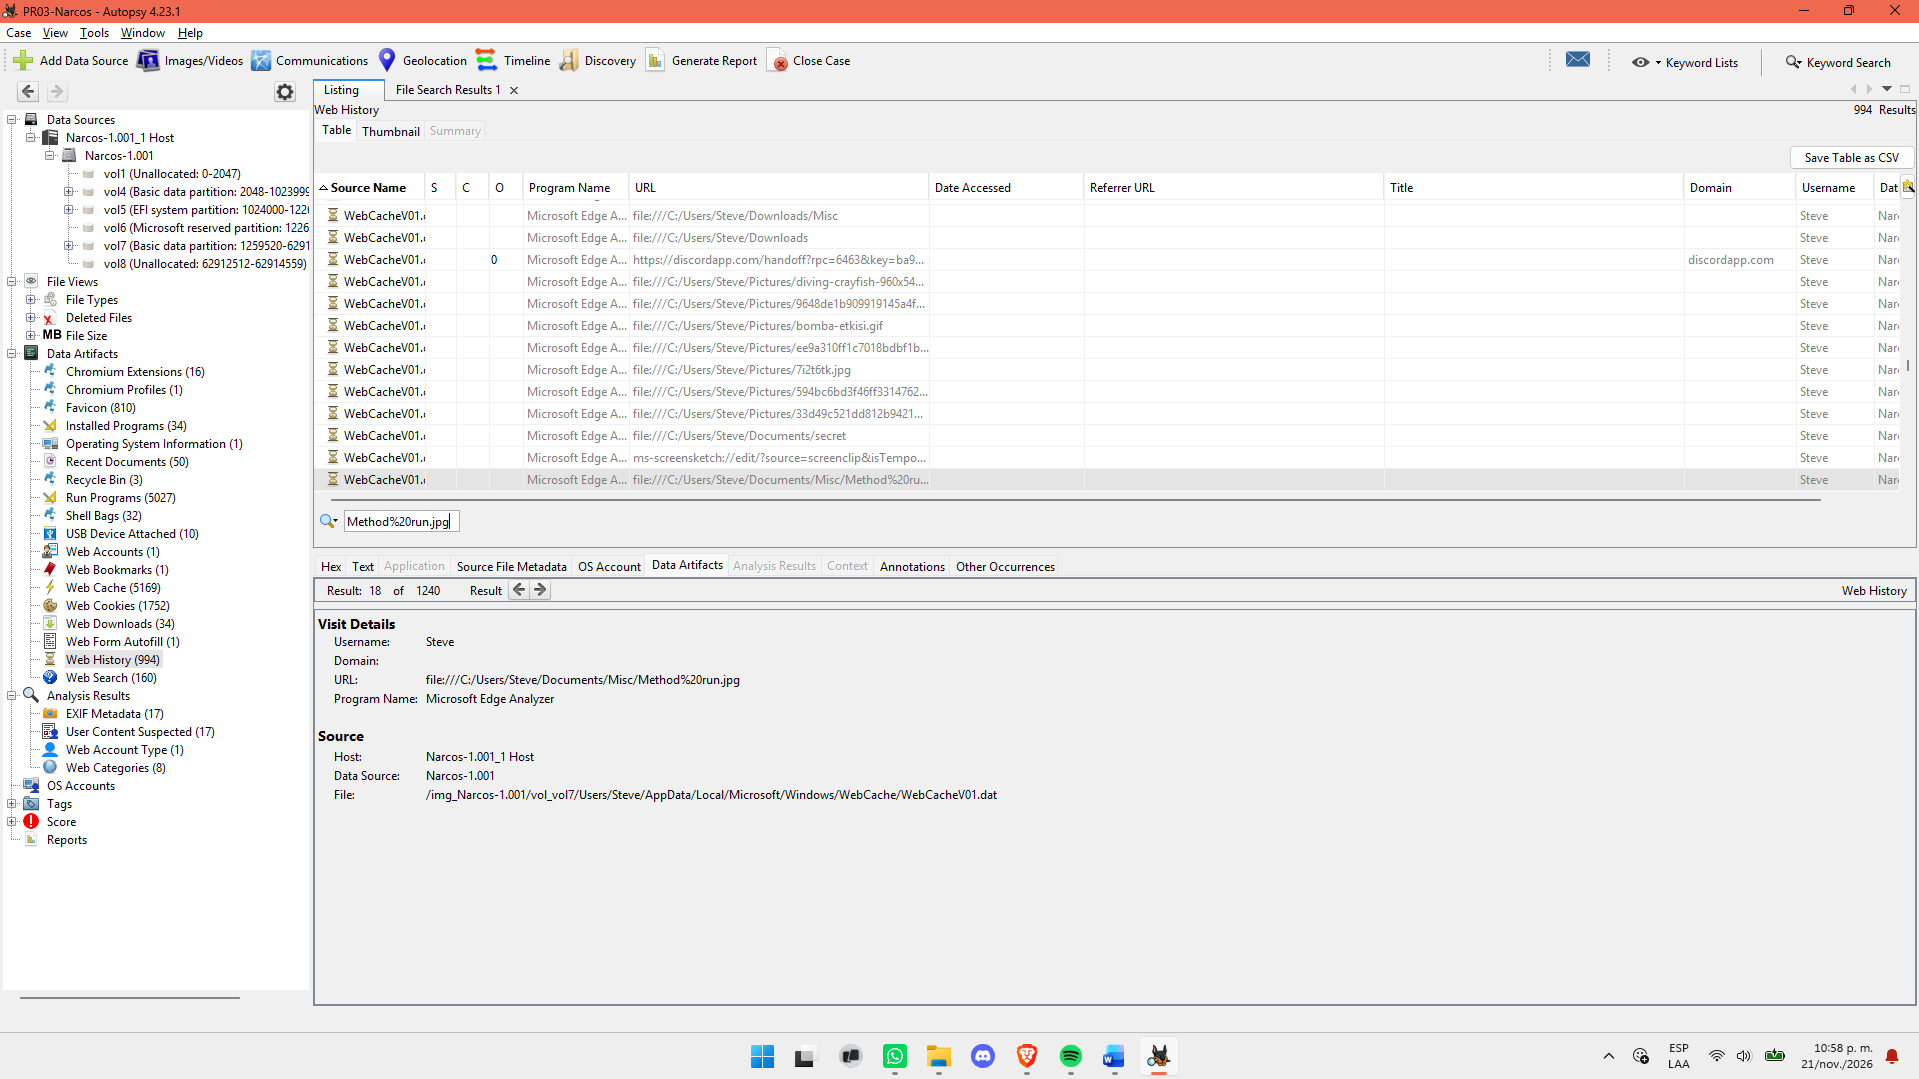 PR03-Narcos - Autopsy 4.23.1
Case View Tools Window Help
Add Data Source Images/Videos Communications Geolocation Timeline Discovery Generate Report Close Case Keyword Lists Keyword Search
Listing File Search Results 1
Web History
994 Results
Table Thumbnail Summary
Save Table as CSV
Source Name S C O Program Name URL Date Accessed Referrer URL Title Domain Username Dat
WebCacheV01. Microsoft Edge A... file:///C:/Users/Steve/Downloads/Misc Steve Nar
WebCacheV01. Microsoft Edge A... file:///C:/Users/Steve/Downloads Steve Nar
WebCacheV01. 0 Microsoft Edge A... https://discordapp.com/handoff?rpc=6463&key=ba9... discordapp.com Steve Nar
WebCacheV01. Microsoft Edge A... file:///C:/Users/Steve/Pictures/diving-crayfish-960x54... Steve Nar
WebCacheV01. Microsoft Edge A... file:///C:/Users/Steve/Pictures/9648de1b909919145a4f... Steve Nar
WebCacheV01. Microsoft Edge A... file:///C:/Users/Steve/Pictures/bomba-etkisi.gif Steve Nar
WebCacheV01. Microsoft Edge A... file:///C:/Users/Steve/Pictures/ee9a310ff1c7018bdbf1b... Steve Nar
WebCacheV01. Microsoft Edge A... file:///C:/Users/Steve/Pictures/7i2t6tk.jpg Steve Nar
WebCacheV01. Microsoft Edge A... file:///C:/Users/Steve/Pictures/594bc6bd3f46ff3314762... Steve Nar
WebCacheV01. Microsoft Edge A... file:///C:/Users/Steve/Pictures/33d49c521dd812b9421... Steve Nar
WebCacheV01. Microsoft Edge A... file:///C:/Users/Steve/Documents/secret Steve Nar
WebCacheV01. Microsoft Edge A... ms-screensketch://edit/?source=screenclip&isTempo... Steve Nar
WebCacheV01. Microsoft Edge A... file:///C:/Users/Steve/Documents/Misc/Method%20ru... Steve Nar
Method%20run.jpg
Hex Text Application Source File Metadata OS Account Data Artifacts Analysis Results Context Annotations Other Occurrences
Result: 18 of 1240 Result Web History
Visit Details
Username: Steve
Domain:
URL: file:///C:/Users/Steve/Documents/Misc/Method%20run.jpg
Program Name: Microsoft Edge Analyzer
Source
Host: Narcos-1.001_1 Host
Data Source: Narcos-1.001
File: /img_Narcos-1.001/vol_vol7/Users/Steve/AppData/Local/Microsoft/Windows/WebCache/WebCacheV01.dat
Data Sources
Narcos-1.001_1 Host
Narcos-1.001
vol1 (Unallocated: 0-2047)
vol4 (Basic data partition: 2048-1023999
vol5 (EFI system partition: 1024000-1226
vol6 (Microsoft reserved partition: 1226
vol7 (Basic data partition: 1259520-6291
vol8 (Unallocated: 62912512-62914559)
File Views
File Types
Deleted Files
MB File Size
Data Artifacts
Chromium Extensions (16)
Chromium Profiles (1)
Favicon (810)
Installed Programs (34)
Operating System Information (1)
Recent Documents (50)
Recycle Bin (3)
Run Programs (5027)
Shell Bags (32)
USB Device Attached (10)
Web Accounts (1)
Web Bookmarks (1)
Web Cache (5169)
Web Cookies (1752)
Web Downloads (34)
Web Form Autofill (1)
Web History (994)
Web Search (160)
Analysis Results
EXIF Metadata (17)
User Content Suspected (17)
Web Account Type (1)
Web Categories (8)
OS Accounts
Tags
Score
Reports
ESP
LAA
10:58 p. m.
21/nov./2026